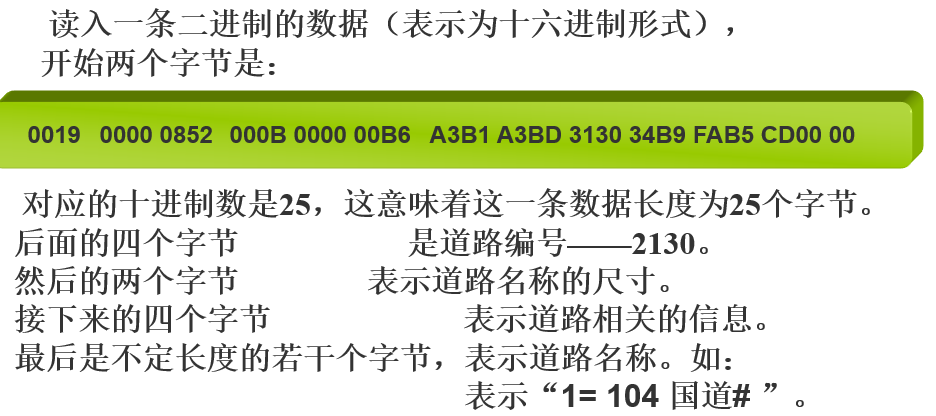 读入一条二进制的数据（表示为十六进制形式），
开始两个字节是：
0019 0000 0852 000B 0000 00B6 A3B1 A3BD 3130 34B9 FAB5 CD00 00
对应的十进制数是25，这意味着这一条数据长度为25个字节。
后面的四个字节 是道路编号——2130。
然后的两个字节 表示道路名称的尺寸。
接下来的四个字节 表示道路相关的信息。
最后是不定长度的若干个字节，表示道路名称。如：
表示“1= 104 国道# ”。